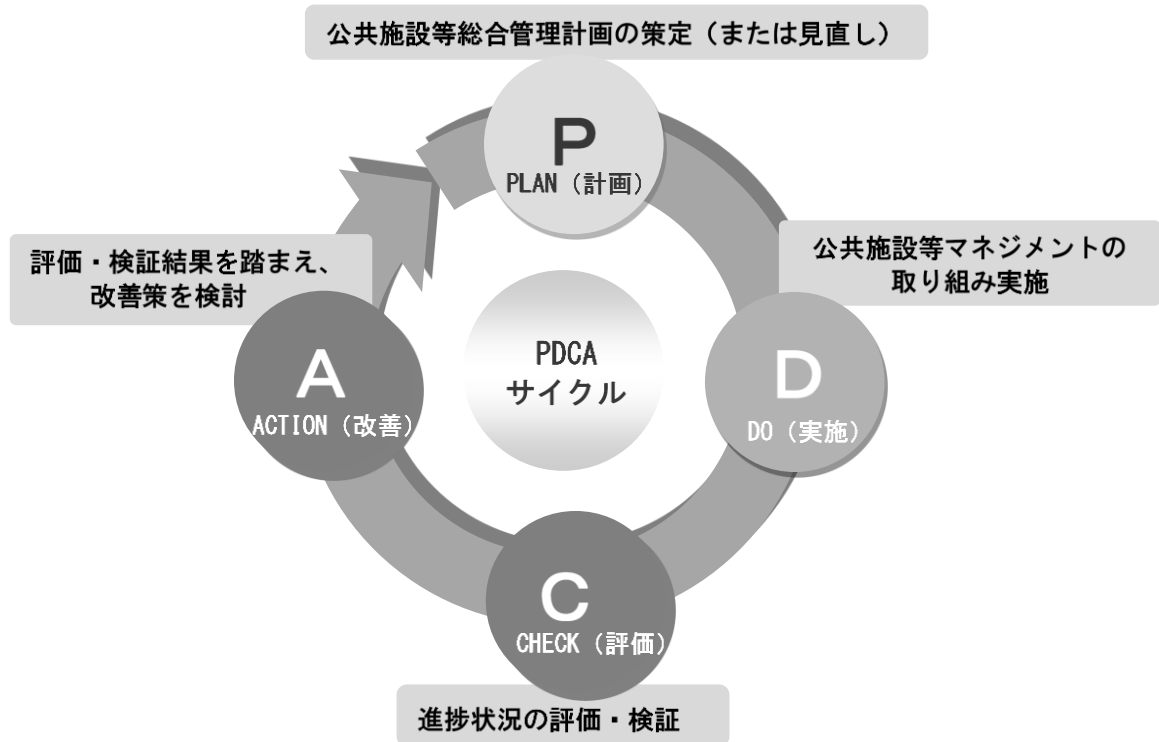 公共施設等総合管理計画の策定（または見直し）
P
PLAN（計画）
公共施設等マネジメントの
取り組み実施
D
DO（実施）
PDCA
サイクル
評価・検証結果を踏まえ、
改善策を検討
A
ACTION（改善）
C
CHECK（評価）
進捗状況の評価・検証